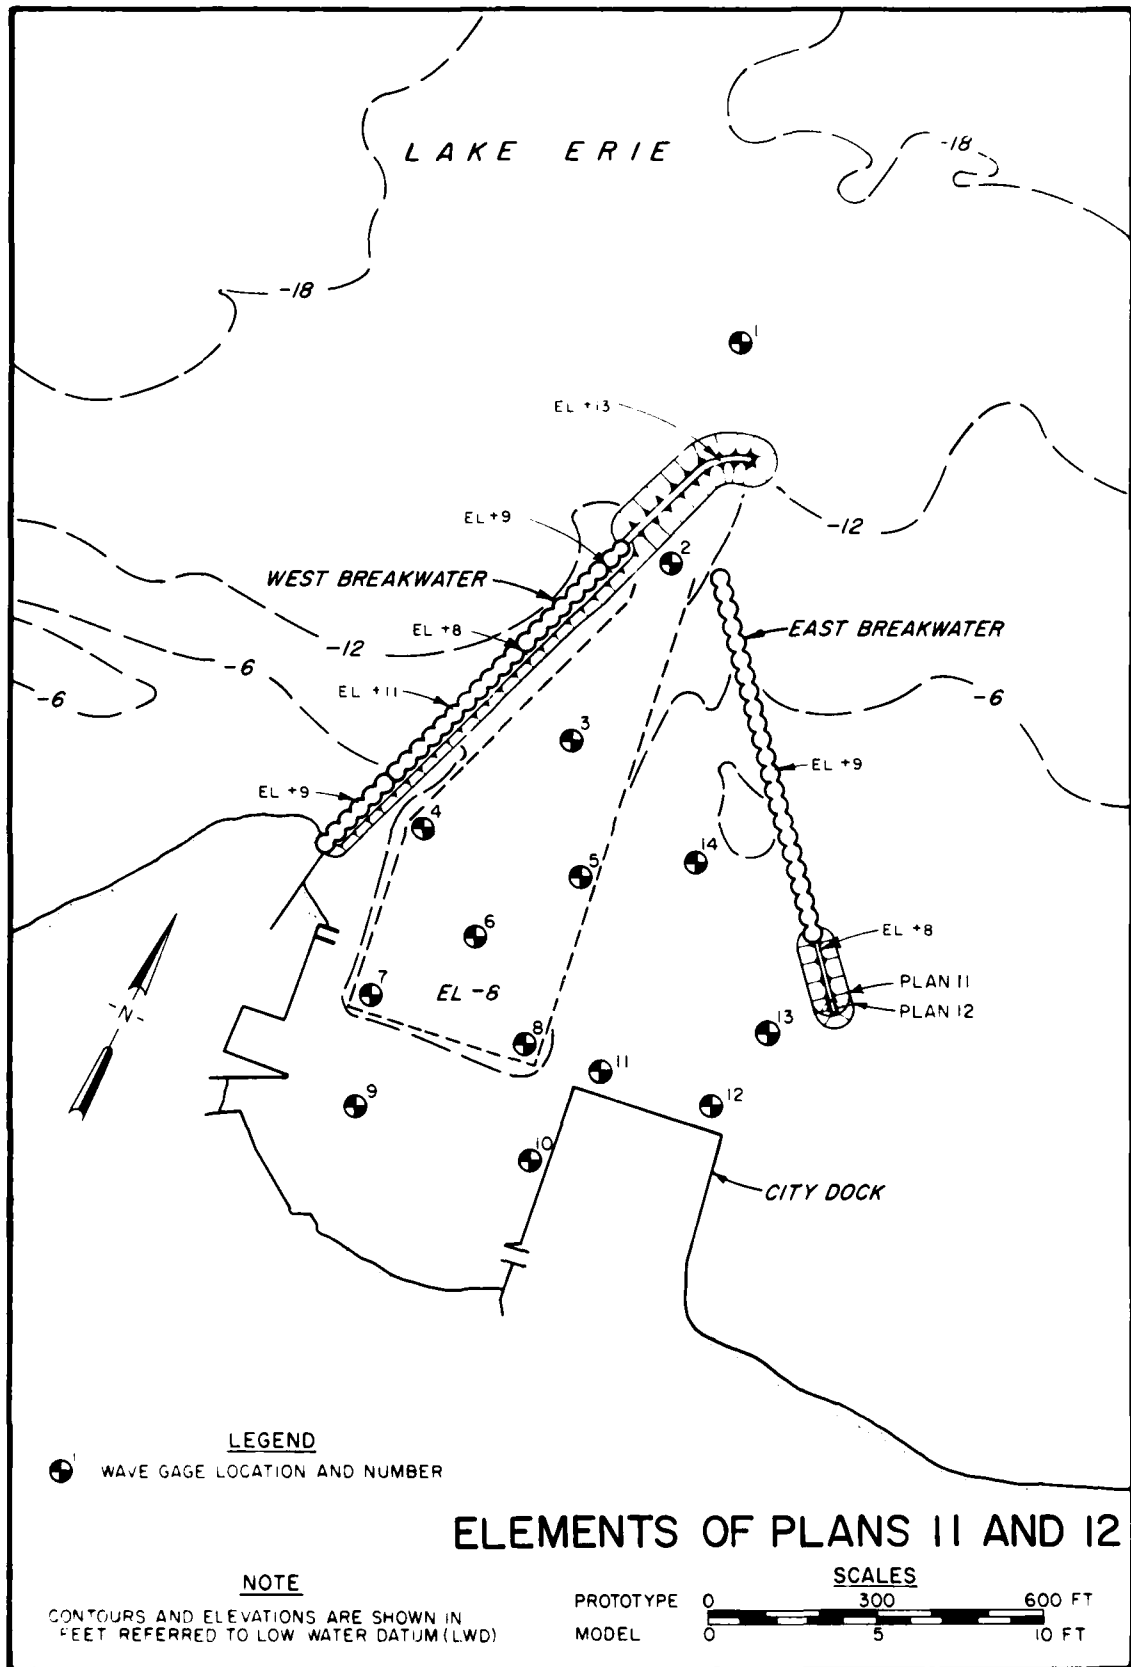 LAKE ERIE
-18
-18
1
EL +13
-12
EL +9
2
WEST BREAKWATER
EAST BREAKWATER
EL +8
-12
-6
EL +11
-6
-6
3
EL +9
EL +9
4
14
5
6
EL +8
7
EL -6
PLAN 11
PLAN 12
-N-
8
13
11
9
12
10
CITY DOCK
LEGEND
1
WAVE GAGE LOCATION AND NUMBER
ELEMENTS OF PLANS 11 AND 12
NOTE
CONTOURS AND ELEVATIONS ARE SHOWN IN
FEET REFERRED TO LOW WATER DATUM (LWD)
SCALES
PROTOTYPE 0 300 600 FT
MODEL 0 5 10 FT